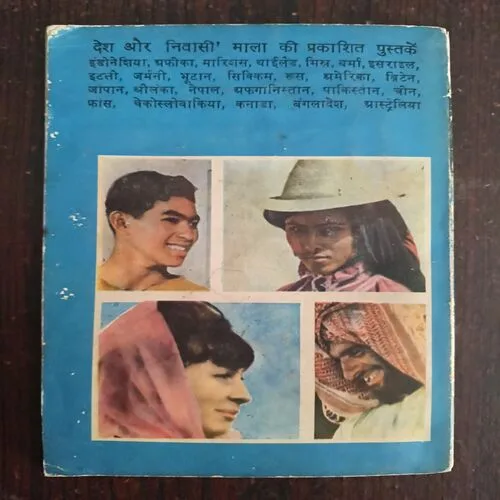 देश और निवासी' माला की प्रकाशित पुस्तकें
इंडोनेशिया, अफ्रीका, मारिशस, थाईलैंड, मिस्र, बर्मा, इसराइल,
इटली, जर्मनी, भूटान, सिक्किम, रूस, अमेरिका, ब्रिटेन,
जापान, श्रीलंका, नेपाल, अफगानिस्तान, पाकिस्तान, चीन,
फ्रांस, चेकोस्लोवाकिया, कनाडा, बंगलादेश, आस्ट्रेलिया